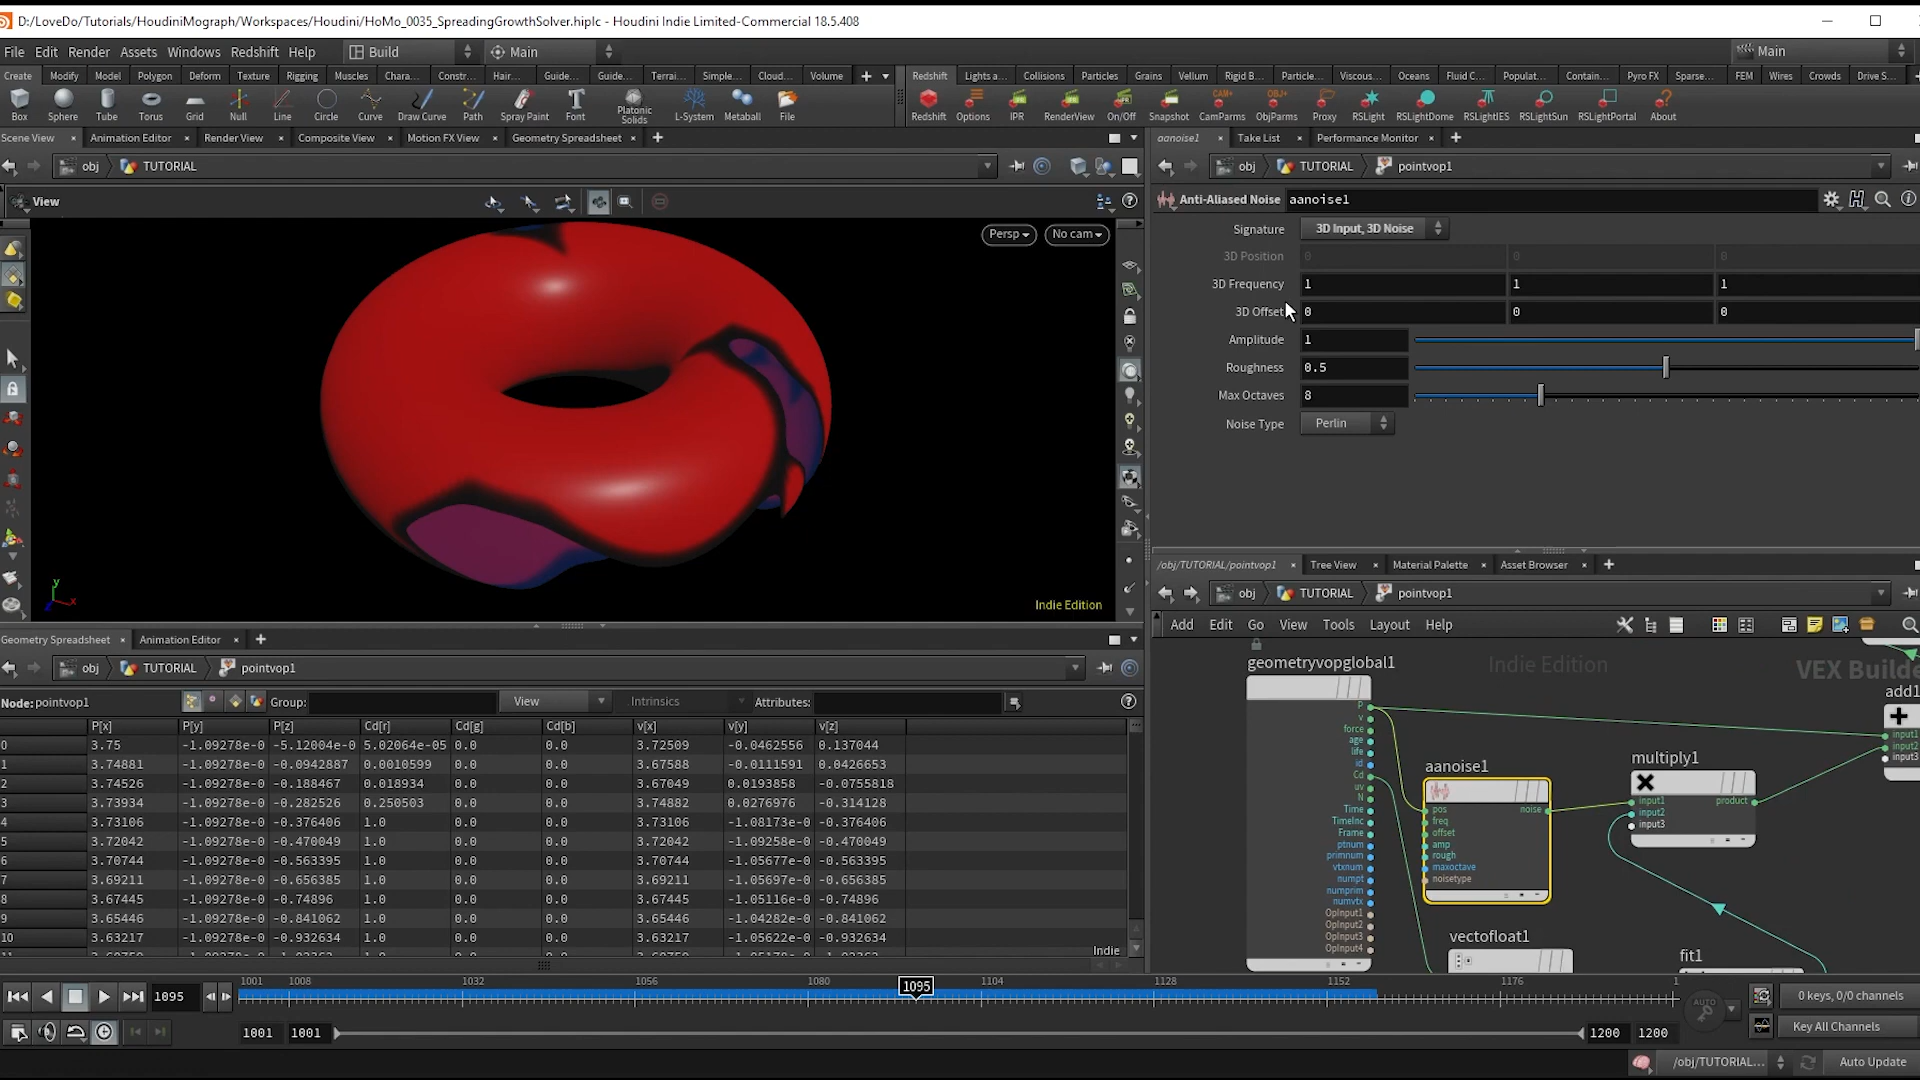 D:/LoveDo/Tutorials/HoudiniMograph/Workspaces/Houdini/HoMo_0035_SpreadingGrowthSolver.hiplc - Houdini Indie Limited-Commercial 18.5.408
File Edit Render Assets Windows Redshift Help Build Main Main
Create Modify Model Polygon Deform Texture Rigging Muscles Chara... Constr... Hair... Guide... Guide... Terrai... Simple... Cloud... Volume
Redshift Lights a... Collisions Particles Grains Vellum Rigid B... Particle... Viscous... Oceans Fluid C... Populat... Contain... Pyro FX Sparse... FEM Wires Crowds Drive S...
Box Sphere Tube Torus Grid Null Line Circle Curve Draw Curve Path Spray Paint Font Platonic Solids L-System Metaball File
Redshift Options IPR RenderView On/Off Snapshot CamParms ObjParms Proxy RSLight RSLightDome RSLightIES RSLightSun RSLightPortal About
Scene View Animation Editor Render View Composite View Motion FX View Geometry Spreadsheet
aanoise1 Take List Performance Monitor
obj TUTORIAL
obj TUTORIAL pointvop1
View
Persp No cam
Indie Edition
Anti-Aliased Noise aanoise1
Signature 3D Input, 3D Noise
3D Position 0 0 0
3D Frequency 1 1 1
3D Offset 0 0 0
Amplitude 1
Roughness 0.5
Max Octaves 8
Noise Type Perlin
/obj/TUTORIAL/pointvop1 Tree View Material Palette Asset Browser
obj TUTORIAL pointvop1
Add Edit Go View Tools Layout Help
Indie Edition
geometryvopglobal1
P
v
force
age
life
id
Cd
uv
N
Time
TimeInc
Frame
ptnum
primnum
vtxnum
numpt
numprim
numvtx
OpInput1
OpInput2
OpInput3
OpInput4
aanoise1
pos noise
freq
offset
amp
rough
maxoctave
noisetype
multiply1
input1 product
input2
input3
add1
input1
input2
input3
vectofloat1
fit1
Geometry Spreadsheet Animation Editor
obj TUTORIAL pointvop1
Node: pointvop1 Group: View Intrinsics Attributes:
P[x] P[y] P[z] Cd[r] Cd[g] Cd[b] v[x] v[y] v[z]
0 3.75 -1.09278e-0 -5.12004e-0 5.02064e-05 0.0 0.0 3.72509 -0.0462556 0.137044
1 3.74881 -1.09278e-0 -0.0942887 0.0010599 0.0 0.0 3.67588 -0.0111591 0.0426653
2 3.74526 -1.09278e-0 -0.188467 0.018934 0.0 0.0 3.67049 0.0193858 -0.0755818
3 3.73934 -1.09278e-0 -0.282526 0.250503 0.0 0.0 3.74882 0.0276976 -0.314128
4 3.73106 -1.09278e-0 -0.376406 1.0 0.0 0.0 3.73106 -1.08173e-0 -0.376406
5 3.72042 -1.09278e-0 -0.470049 1.0 0.0 0.0 3.72042 -1.09258e-0 -0.470049
6 3.70744 -1.09278e-0 -0.563395 1.0 0.0 0.0 3.70744 -1.05677e-0 -0.563395
7 3.69211 -1.09278e-0 -0.656385 1.0 0.0 0.0 3.69211 -1.05697e-0 -0.656385
8 3.67445 -1.09278e-0 -0.74896 1.0 0.0 0.0 3.67445 -1.05116e-0 -0.74896
9 3.65446 -1.09278e-0 -0.841062 1.0 0.0 0.0 3.65446 -1.04282e-0 -0.841062
10 3.63217 -1.09278e-0 -0.932634 1.0 0.0 0.0 3.63217 -1.05622e-0 -0.932634
Indie
1001 1008 1032 1056 1080 1095 1104 1128 1152 1176
1095
AUTO
0 keys, 0/0 channels
1001 1001 1200 1200
Key All Channels
/obj/TUTORIAL... Auto Update